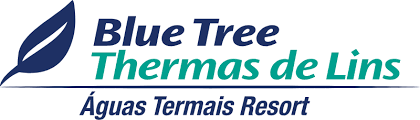 Blue Tree
Thermas de Lins
Águas Termais Resort